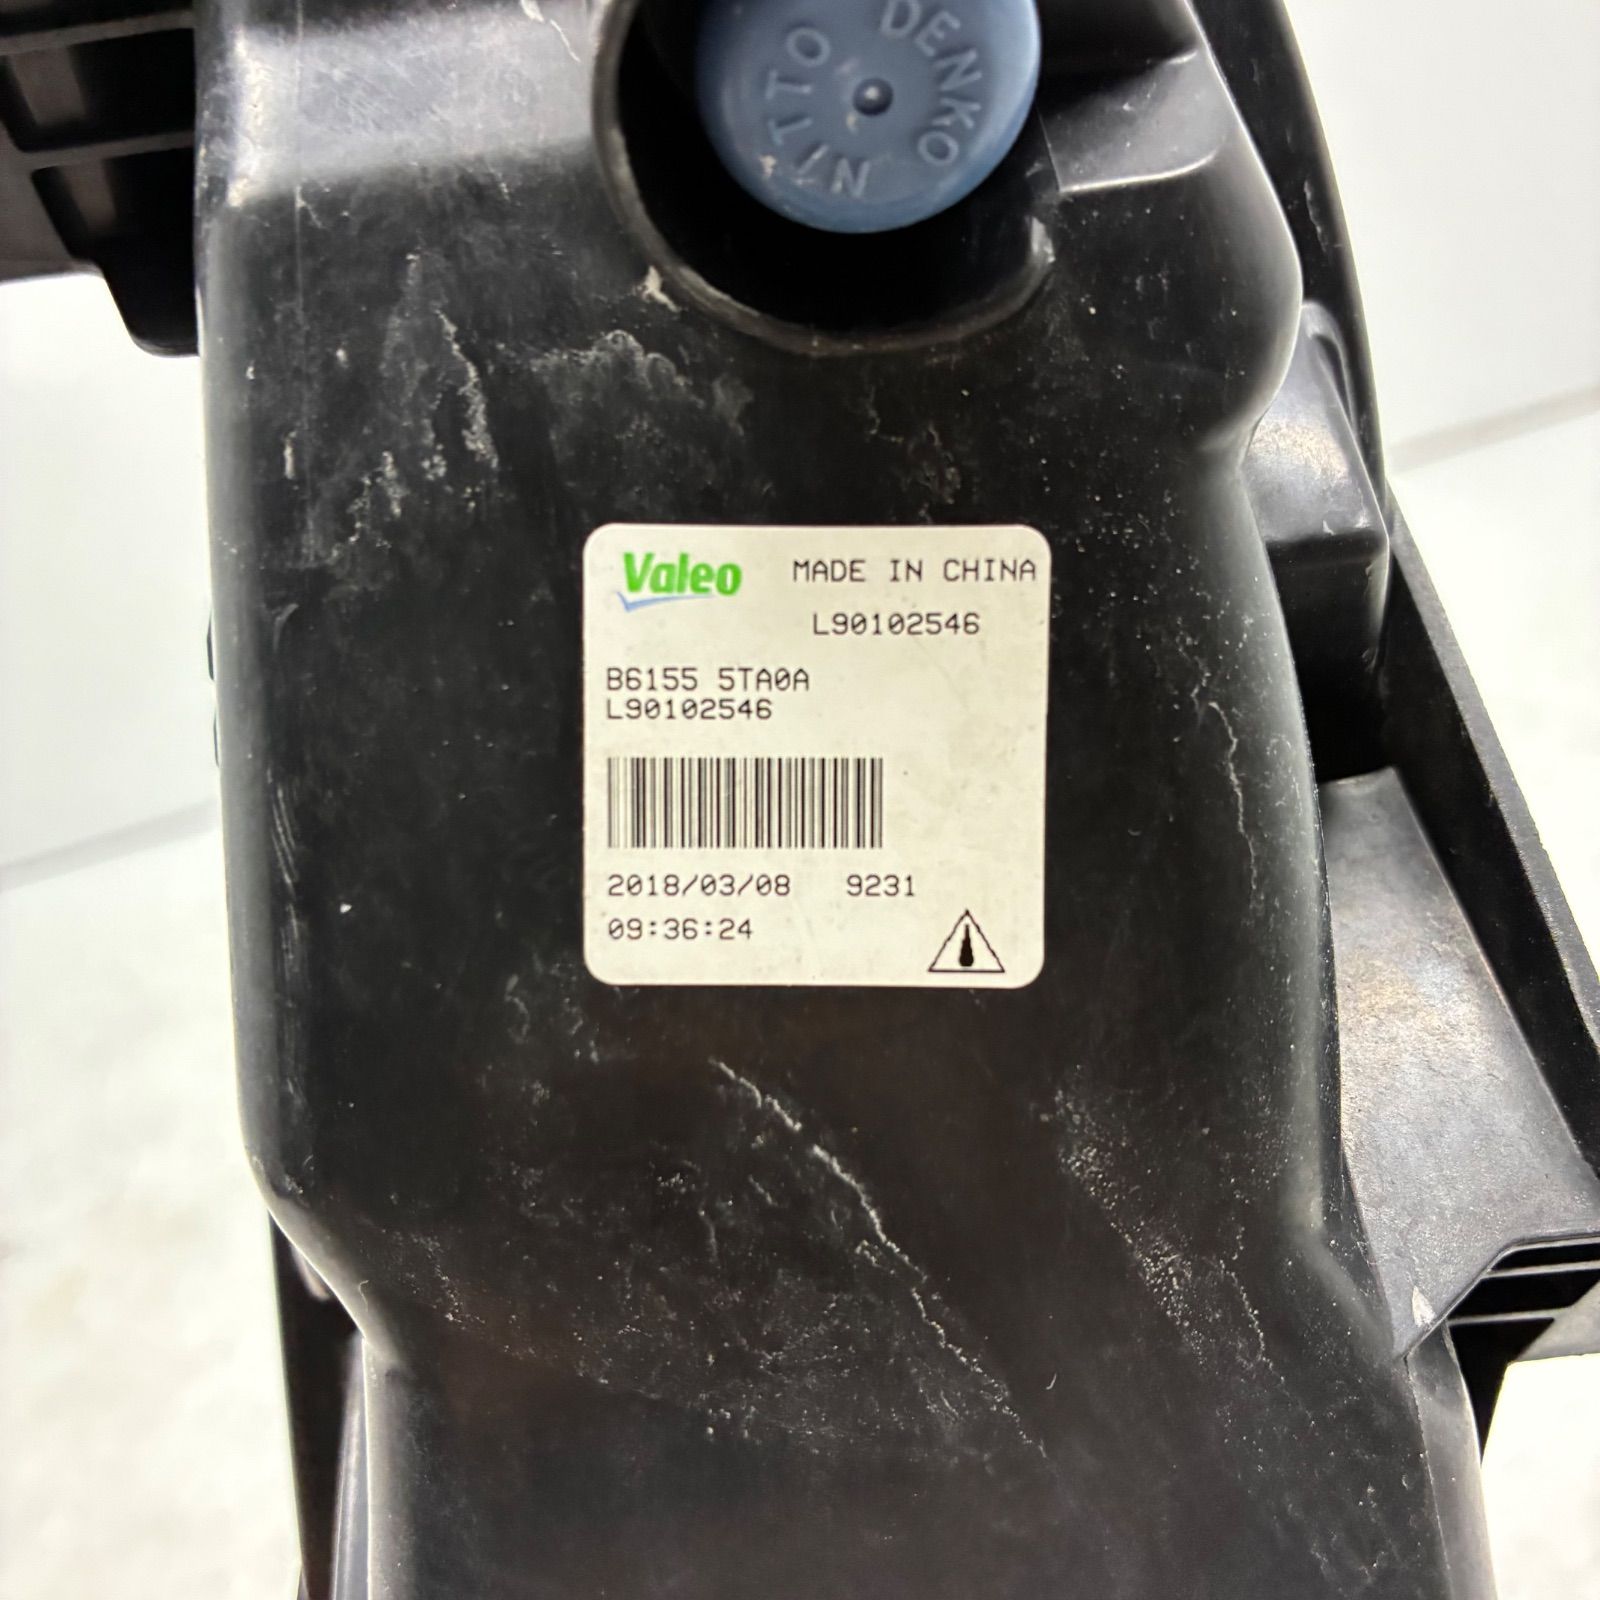 NITTO DENKO
Valeo MADE IN CHINA
L90102546
B6155 5TA0A
L90102546
2018/03/08 9231
09:36:24